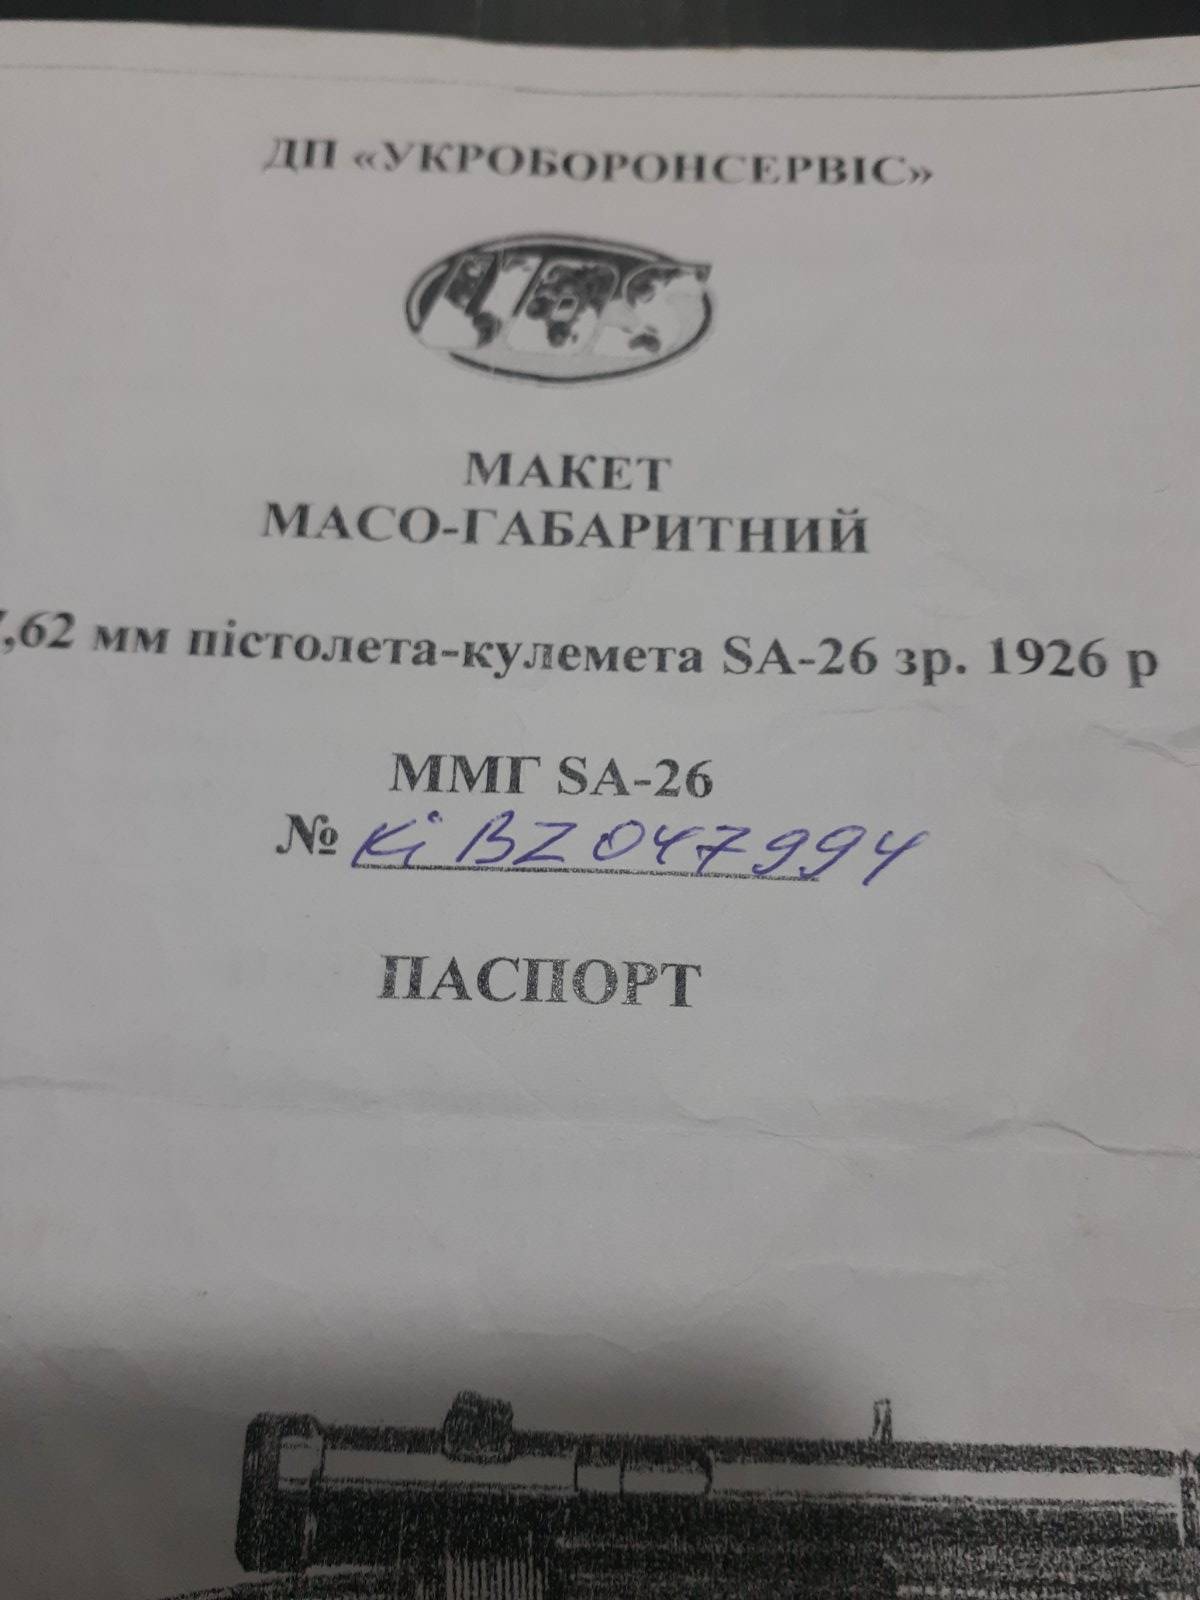 ДП «УКРОБОРОНСЕРВІС»
МАКЕТ
МАСО-ГАБАРИТНИЙ
7,62 мм пістолета-кулемета SA-26 зр. 1926 р
ММГ SA-26
№ Ki BZ 047994
ПАСПОРТ